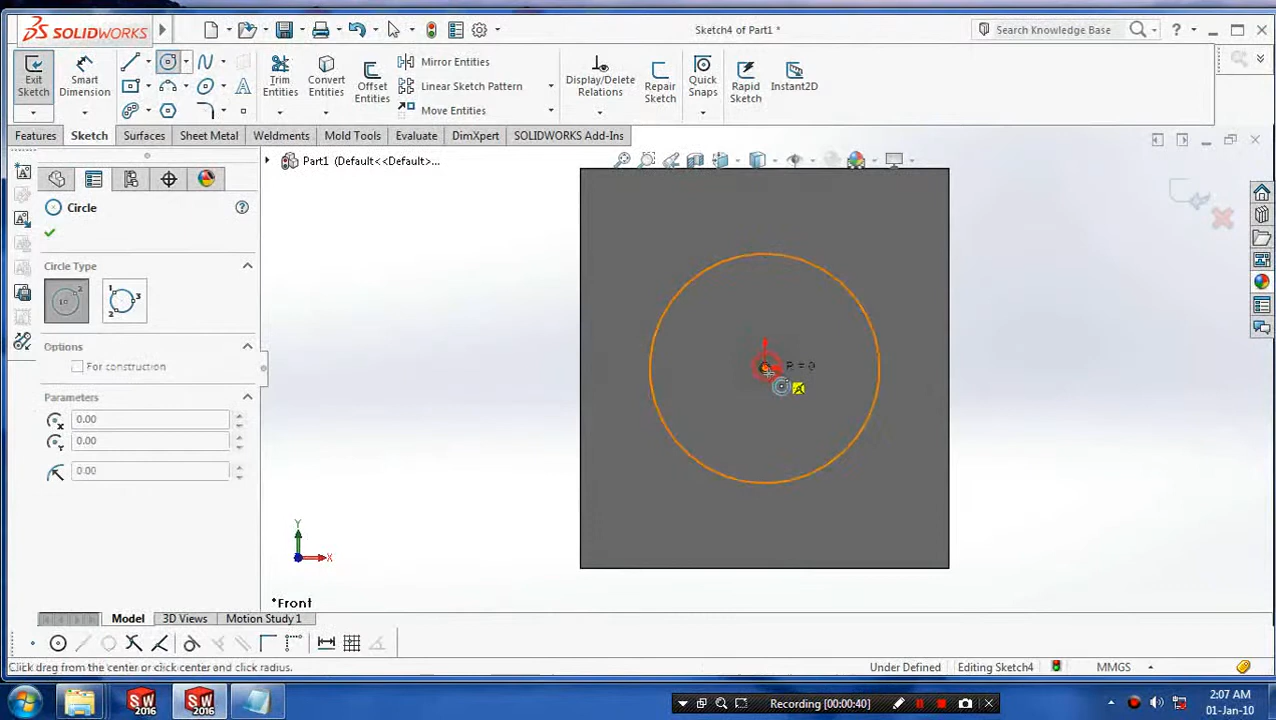 SOLIDWORKS
Sketch4 of Part1 *
Search Knowledge Base
?
Exit Sketch
Smart Dimension
Trim Entities
Convert Entities
Offset Entities
Mirror Entities
Linear Sketch Pattern
Move Entities
Display/Delete Relations
Repair Sketch
Quick Snaps
Rapid Sketch
Instant2D
Features
Sketch
Surfaces
Sheet Metal
Weldments
Mold Tools
Evaluate
DimXpert
SOLIDWORKS Add-Ins
Part1 (Default<<Default>...
Circle
?
Circle Type
Options
For construction
Parameters
0.00
0.00
0.00
R = 0
Y
X
*Front
Model
3D Views
Motion Study 1
Click drag from the center or click center and click radius.
Under Defined
Editing Sketch4
MMGS
SW 2016
SW 2016
Recording [00:00:40]
2:07 AM
01-Jan-10